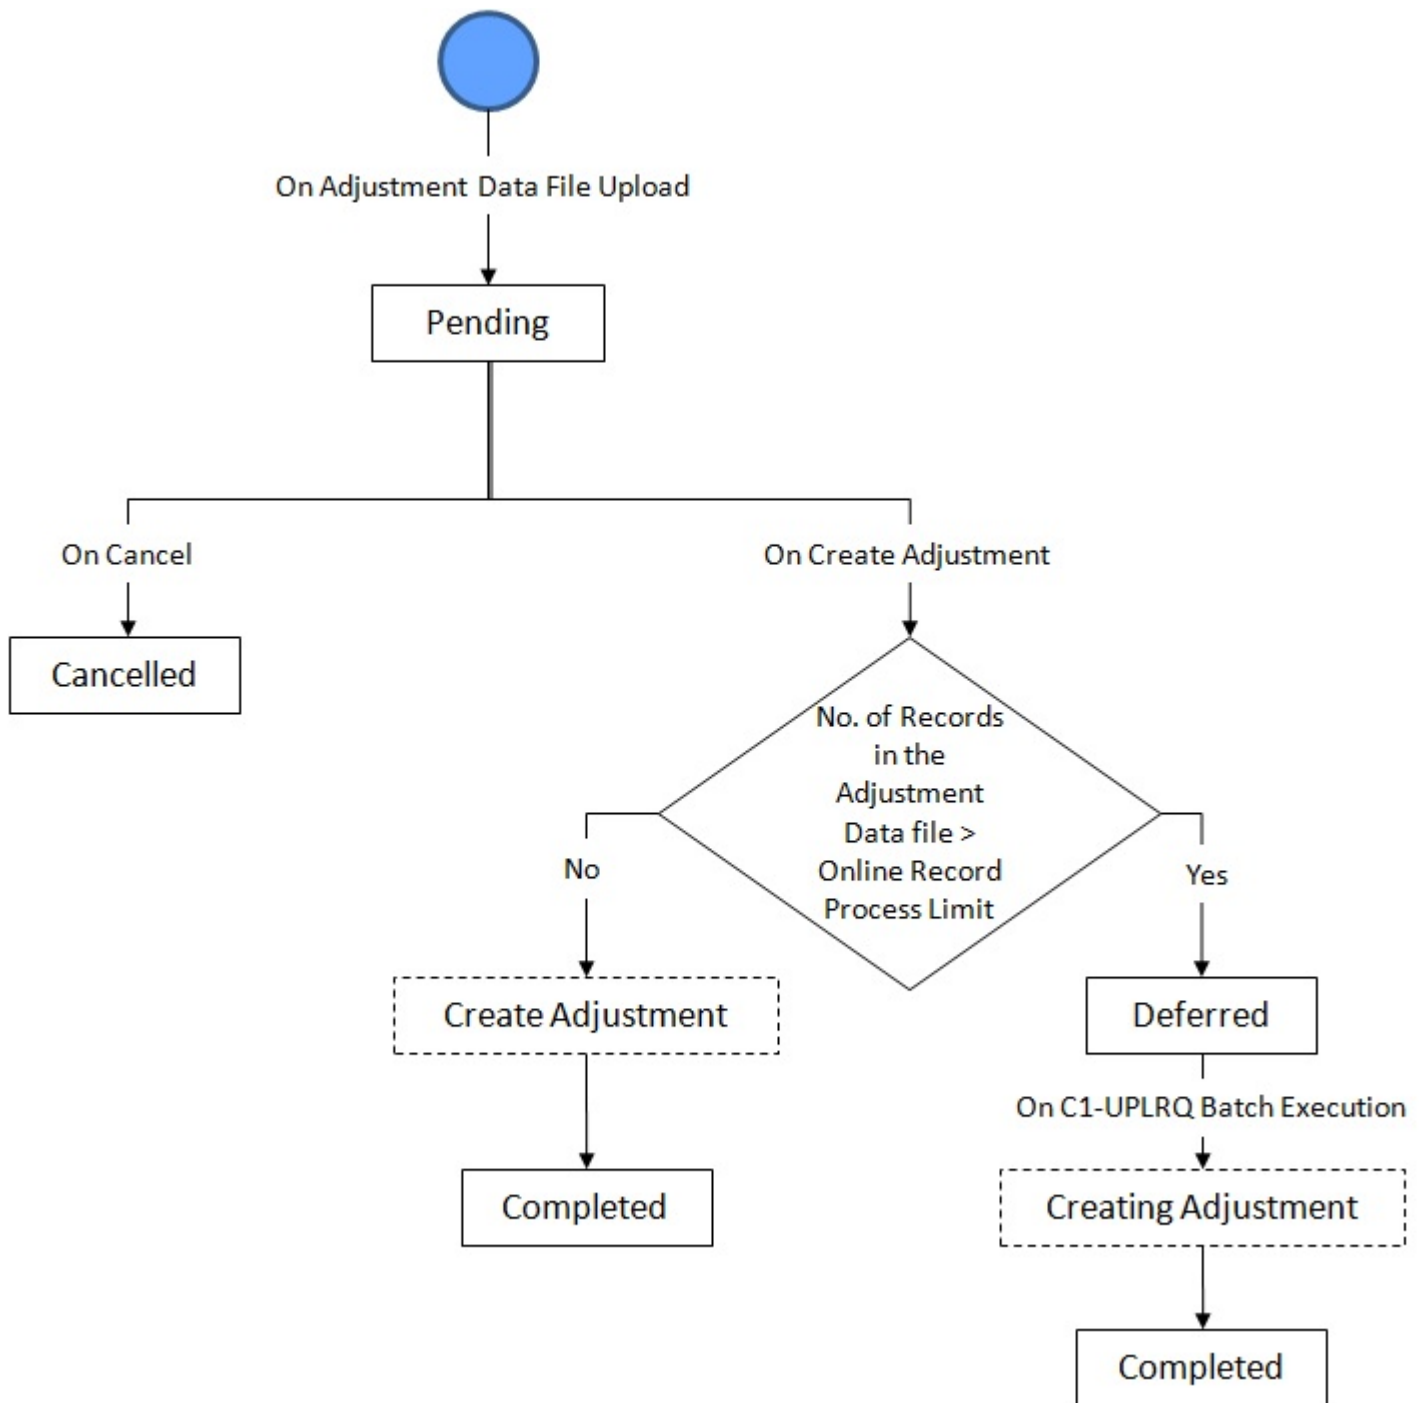 On Adjustment Data File Upload
Pending
On Cancel
On Create Adjustment
Cancelled
No. of Records
in the
Adjustment
Data file >
Online Record
Process Limit
No
Yes
Create Adjustment
Deferred
On C1-UPLRQ Batch Execution
Completed
Creating Adjustment
Completed